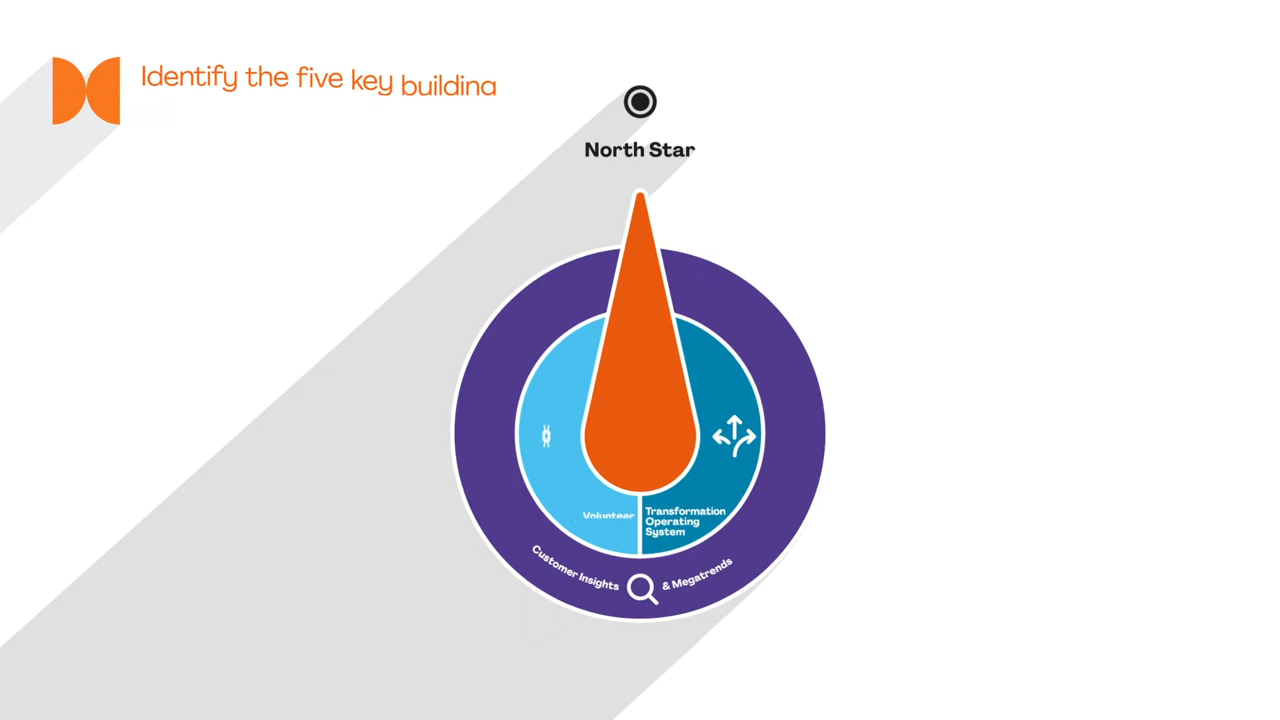 Identify the five key buildina
North Star
Volunteer
Transformation
Operating
System
Customer Insights & Megatrends